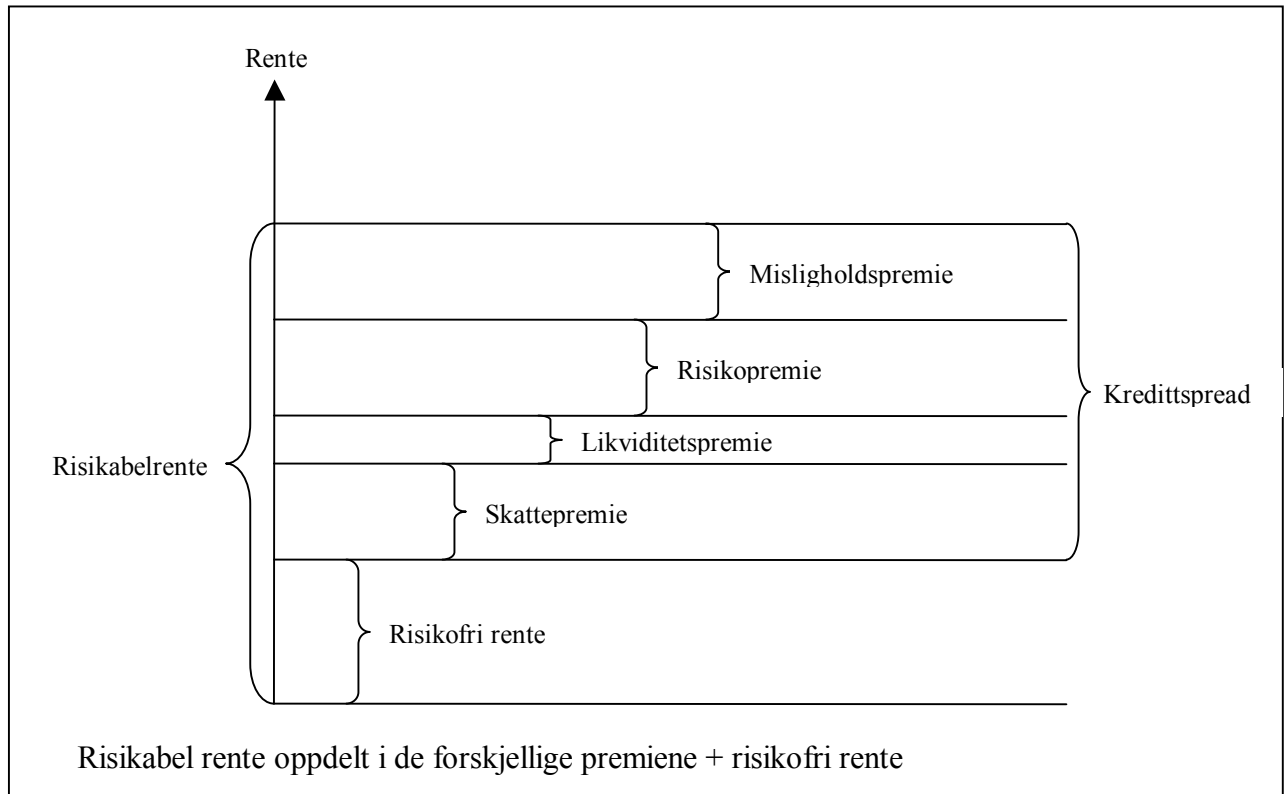 Rente
Misligholdspremie
Risikopremie
Kredittspread
Likviditetspremie
Risikabelrente
Skattepremie
Risikofri rente
Risikabel rente oppdelt i de forskjellige premiene + risikofri rente